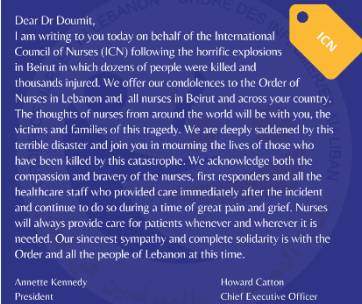 Dear Dr Doumit,
ICN
I am writing to you today on behalf of the International
Council of Nurses (ICN) following the horrific explosions
in Beirut in which dozens of people were killed and
thousands injured. We offer our condolences to the Order of
Nurses in Lebanon and all nurses in Beirut and across your country.
The thoughts of nurses from around the world will be with you, the
victims and families of this tragedy. We are deeply saddened by this
terrible disaster and join you in mourning the lives of those who
have been killed by this catastrophe. We acknowledge both the
compassion and bravery of the nurses, first responders and all the
healthcare staff who provided care immediately after the incident
and continue to do so during a time of great pain and grief. Nurses
will always provide care for patients whenever and wherever it is
needed. Our sincerest sympathy and complete solidarity is with the
Order and all the people of Lebanon at this time.
Annette Kennedy
President
Howard Catton
Chief Executive Officer